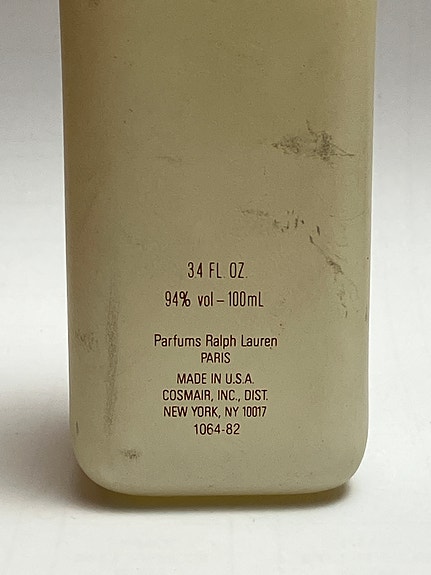 3.4 FL. OZ.
94% vol – 100mL
Parfums Ralph Lauren
PARIS
MADE IN U.S.A.
COSMAIR, INC., DIST.
NEW YORK, NY 10017
1064-82